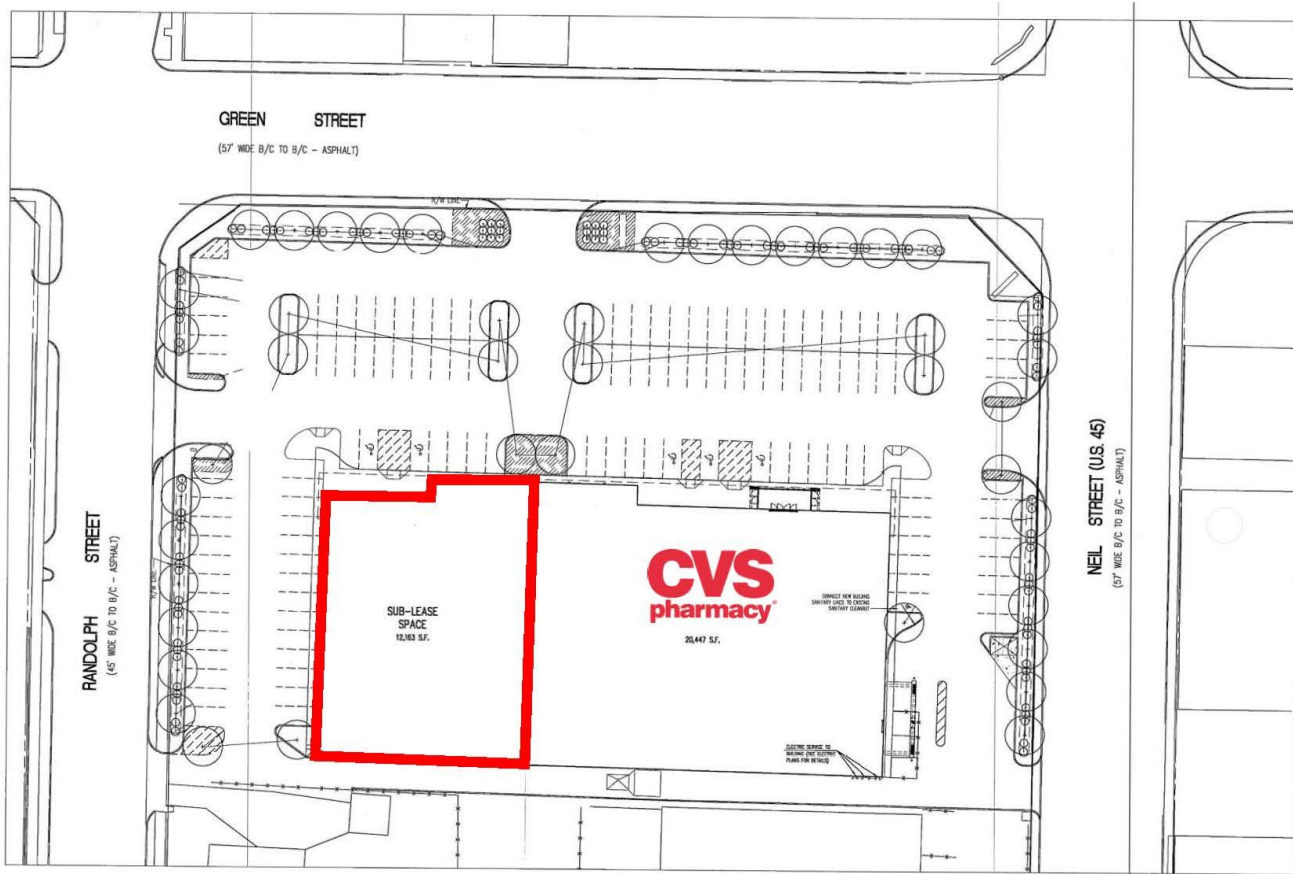 GREEN STREET
(57' WIDE B/C TO B/C - ASPHALT)
R/W LINE
NEIL STREET (U.S. 45)
(57' WIDE B/C TO B/C - ASPHALT)
RANDOLPH STREET
(45' WIDE B/C TO B/C - ASPHALT)
R/W LINE
SUB-LEASE
SPACE
12,163 S.F.
CVS
pharmacy
20,447 S.F.
CONNECT NEW BUILDING
SANITARY LINES TO EXISTING
SANITARY CLEANOUT
ELECTRIC SERVICE TO
BUILDING (SEE ELECTRIC
PLANS FOR DETAILS)